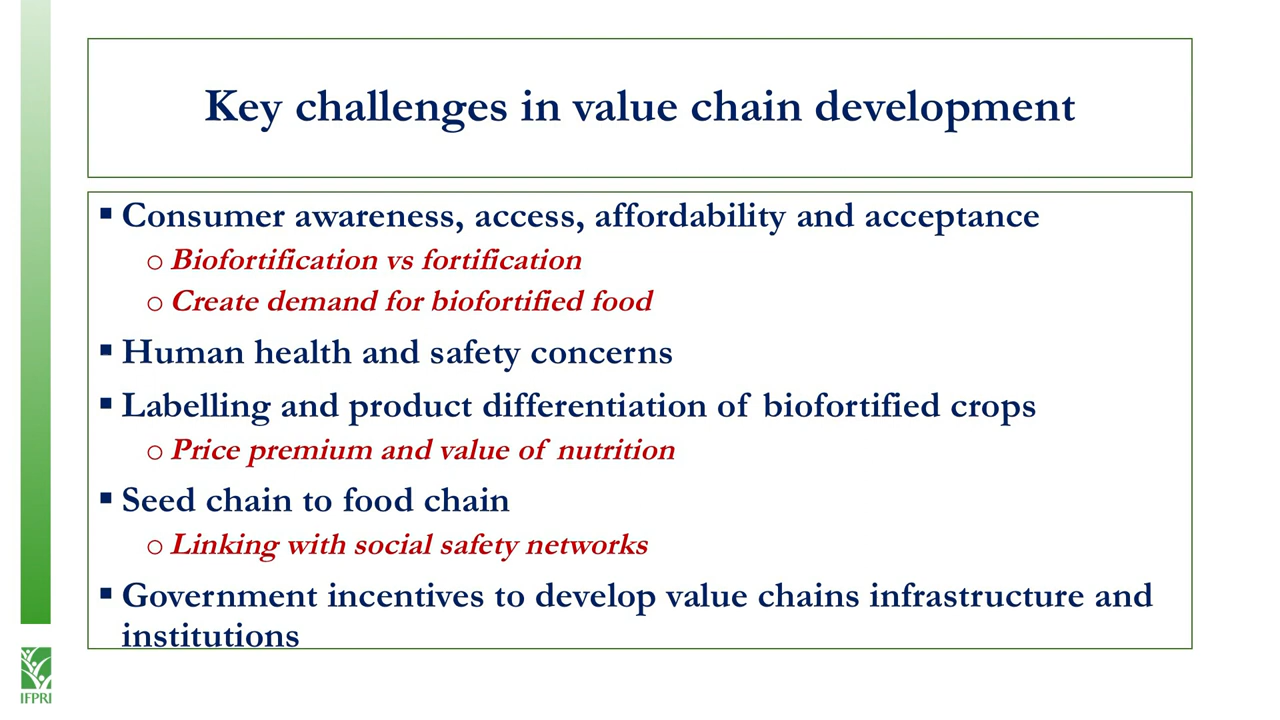 Key challenges in value chain development
▪ Consumer awareness, access, affordability and acceptance
o Biofortification vs fortification
o Create demand for biofortified food
▪ Human health and safety concerns
▪ Labelling and product differentiation of biofortified crops
o Price premium and value of nutrition
▪ Seed chain to food chain
o Linking with social safety networks
▪ Government incentives to develop value chains infrastructure and
institutions
IFPRI